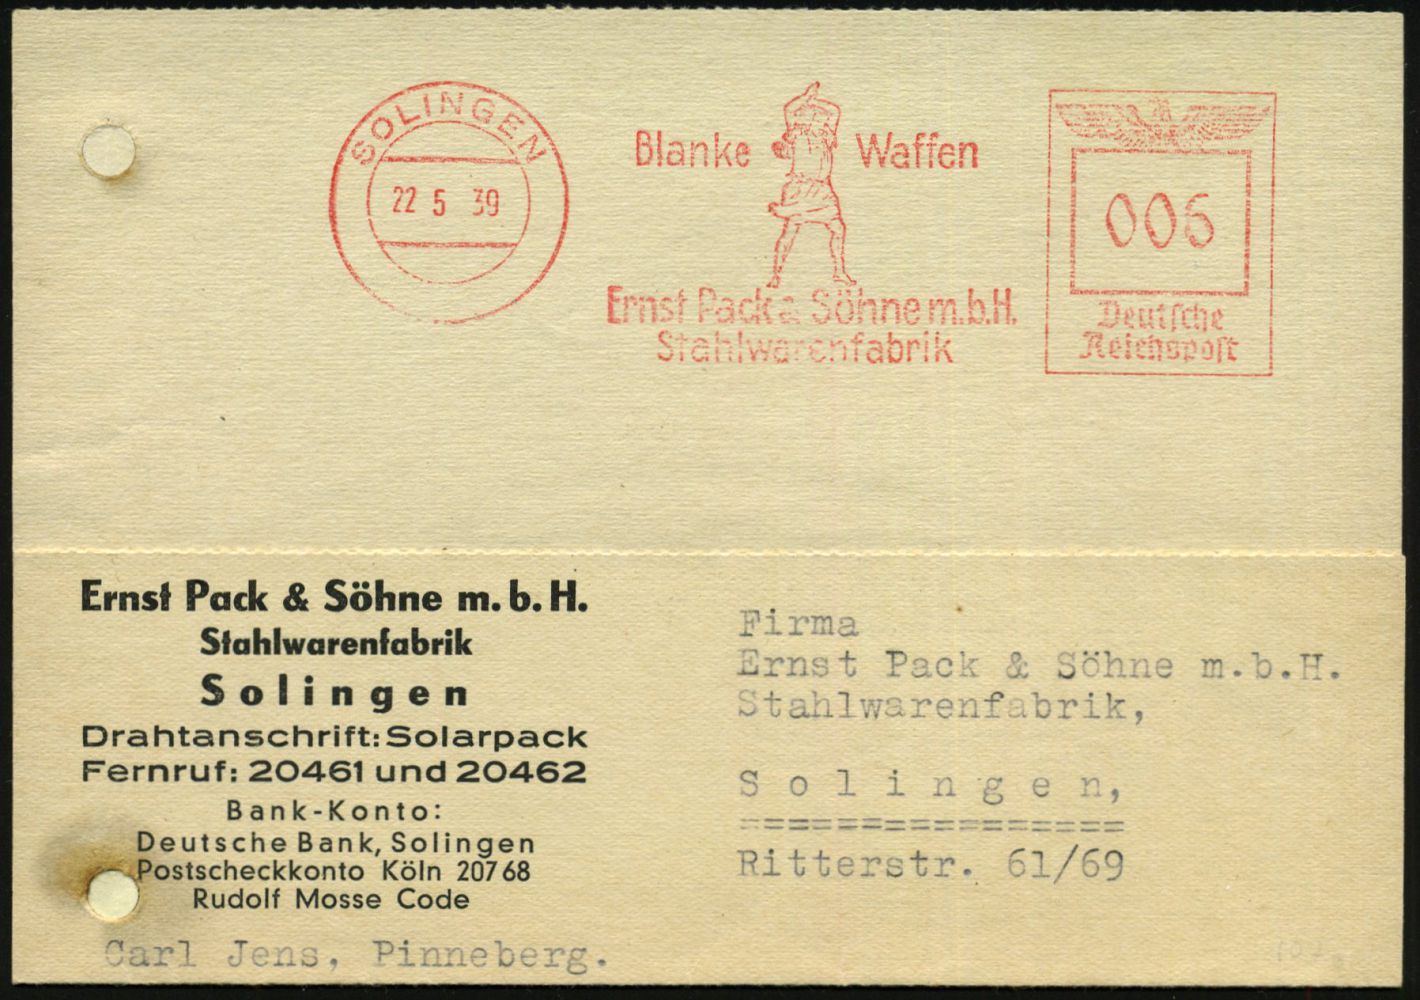 SOLINGEN
22 5 39
Blanke Waffen
Ernst Pack & Söhne m.b.H.
Stahlwarenfabrik
006
Deutsche
Reichspost
Ernst Pack & Söhne m.b.H.
Stahlwarenfabrik
Solingen
Drahtanschrift: Solarpack
Fernruf: 20461 und 20462
Bank-Konto:
Deutsche Bank, Solingen
Postscheckkonto Köln 20768
Rudolf Mosse Code
Carl Jens, Pinneberg.
Firma
Ernst Pack & Söhne m.b.H.
Stahlwarenfabrik,
Solingen,
================
Ritterstr. 61/69